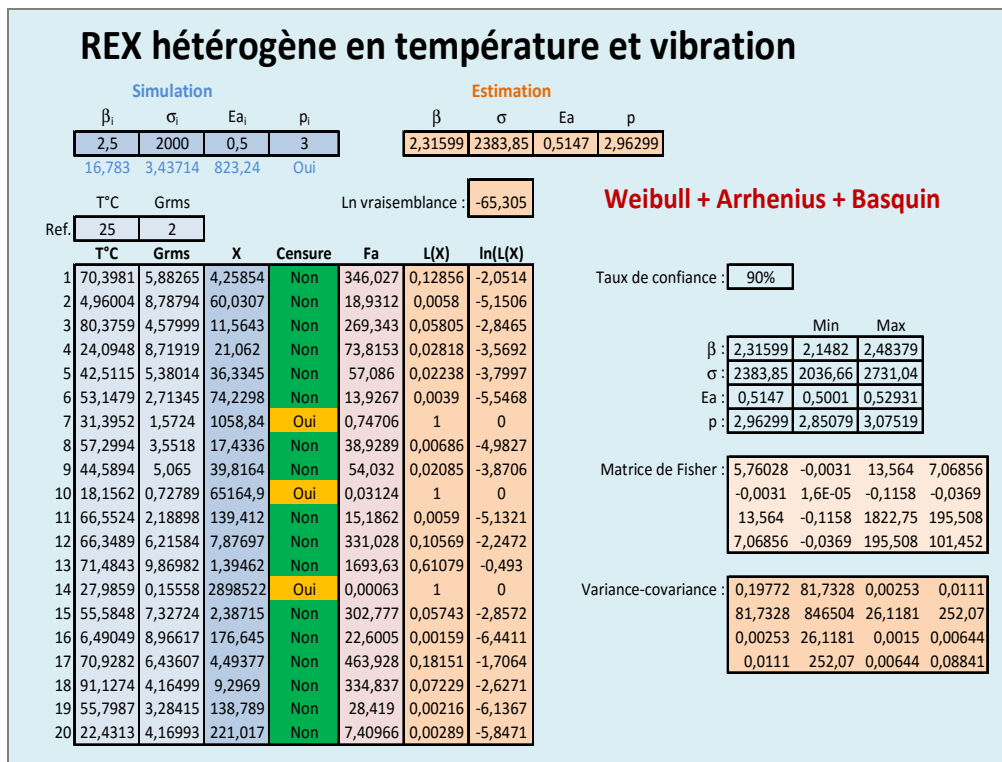 REX hétérogène en température et vibration
Simulation Estimation
βi σi Eai pi β σ Ea p
2,5 2000 0,5 3 2,31599 2383,85 0,5147 2,96299
16,783 3,43714 823,24 Oui
T°C Grms Ln vraisemblance : -65,305 Weibull + Arrhenius + Basquin
Ref. 25 2
T°C Grms X Censure Fa L(X) ln(L(X)
1 70,3981 5,88265 4,25854 Non 346,027 0,12856 -2,0514 Taux de confiance : 90%
2 4,96004 8,78794 60,0307 Non 18,9312 0,0058 -5,1506
3 80,3759 4,57999 11,5643 Non 269,343 0,05805 -2,8465 Min Max
4 24,0948 8,71919 21,062 Non 73,8153 0,02818 -3,5692 β : 2,31599 2,1482 2,48379
5 42,5115 5,38014 36,3345 Non 57,086 0,02238 -3,7997 σ : 2383,85 2036,66 2731,04
6 53,1479 2,71345 74,2298 Non 13,9267 0,0039 -5,5468 Ea : 0,5147 0,5001 0,52931
7 31,3952 1,5724 1058,84 Oui 0,74706 1 0 p : 2,96299 2,85079 3,07519
8 57,2994 3,5518 17,4336 Non 38,9289 0,00686 -4,9827
9 44,5894 5,065 39,8164 Non 54,032 0,02085 -3,8706 Matrice de Fisher : 5,76028 -0,0031 13,564 7,06856
10 18,1562 0,72789 65164,9 Oui 0,03124 1 0 -0,0031 1,6E-05 -0,1158 -0,0369
11 66,5524 2,18898 139,412 Non 15,1862 0,0059 -5,1321 13,564 -0,1158 1822,75 195,508
12 66,3489 6,21584 7,87697 Non 331,028 0,10569 -2,2472 7,06856 -0,0369 195,508 101,452
13 71,4843 9,86982 1,39462 Non 1693,63 0,61079 -0,493
14 27,9859 0,15558 2898522 Oui 0,00063 1 0 Variance-covariance : 0,19772 81,7328 0,00253 0,0111
15 55,5848 7,32724 2,38715 Non 302,777 0,05743 -2,8572 81,7328 846504 26,1181 252,07
16 6,49049 8,96617 176,645 Non 22,6005 0,00159 -6,4411 0,00253 26,1181 0,0015 0,00644
17 70,9282 6,43607 4,49377 Non 463,928 0,18151 -1,7064 0,0111 252,07 0,00644 0,08841
18 91,1274 4,16499 9,2969 Non 334,837 0,07229 -2,6271
19 55,7987 3,28415 138,789 Non 28,419 0,00216 -6,1367
20 22,4313 4,16993 221,017 Non 7,40966 0,00289 -5,8471